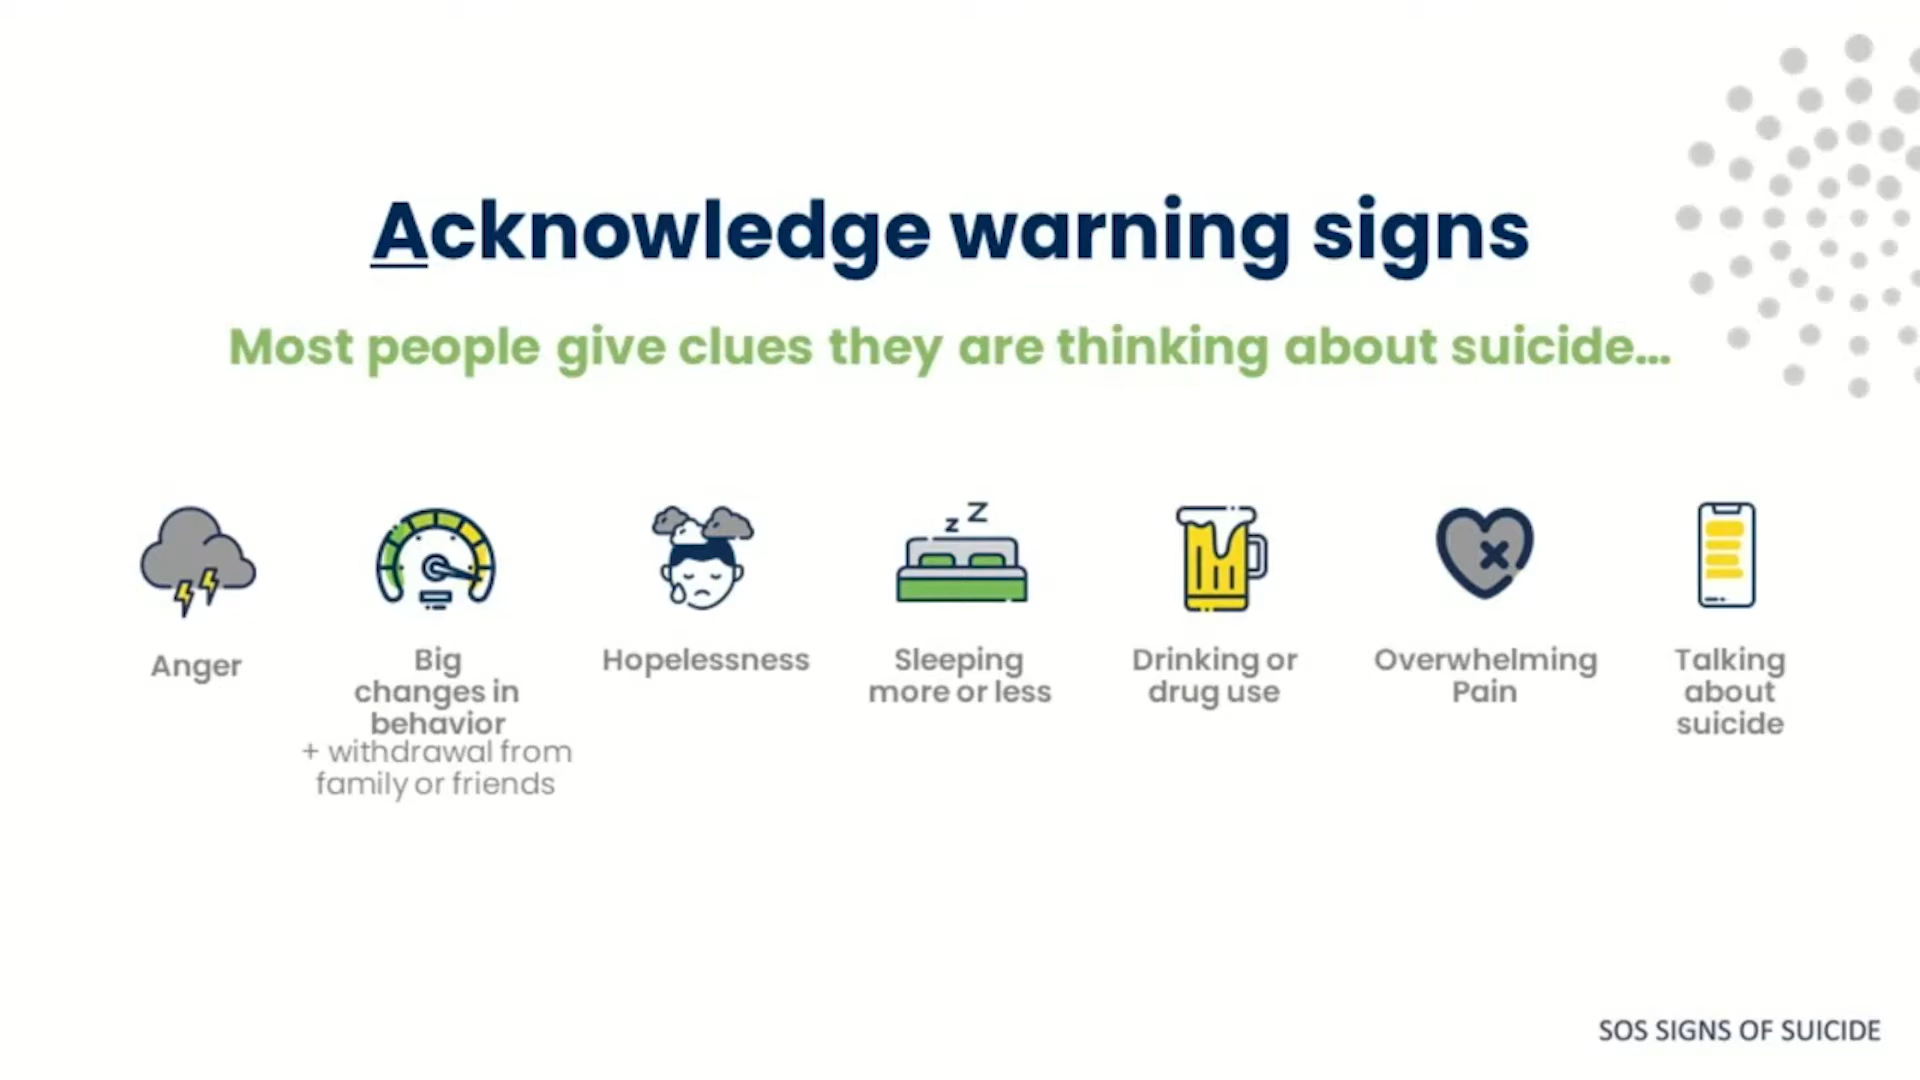 Acknowledge warning signs
Most people give clues they are thinking about suicide...
z Z
Anger
Big
changes in
behavior
+ withdrawal from
family or friends
Hopelessness
Sleeping
more or less
Drinking or
drug use
Overwhelming
Pain
Talking
about
suicide
SOS SIGNS OF SUICIDE